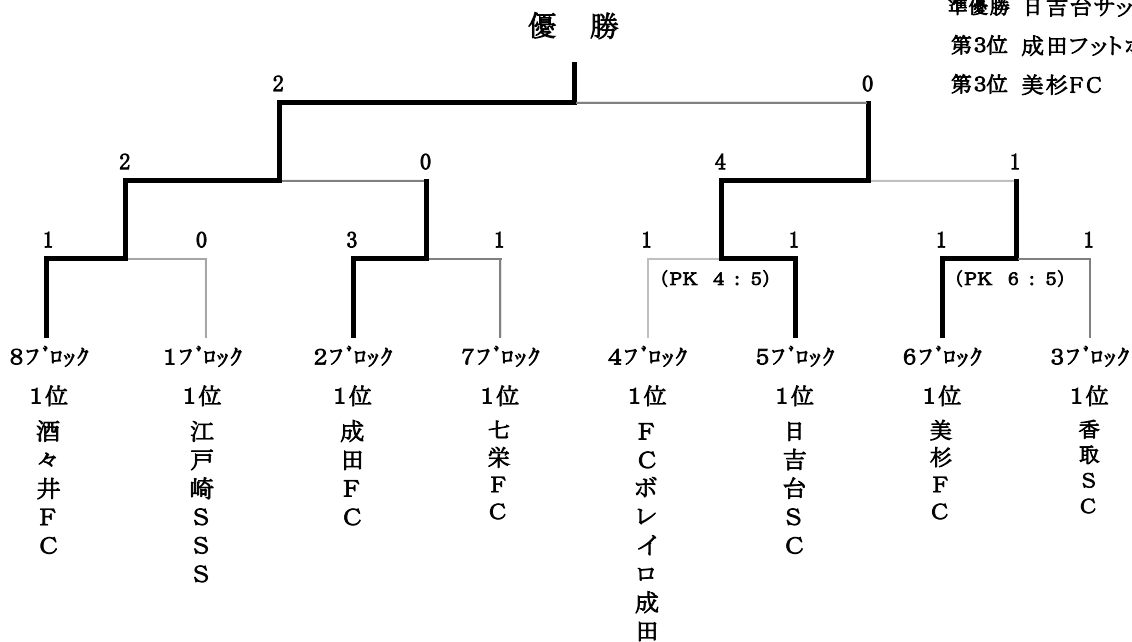 優 勝
準優勝 日吉台サッ
第3位 成田フット
第3位 美杉FC
2 0
2 0 4 1
1 0 3 1 1 1 1 1
(PK 4:5) (PK 6:5)
8ブロック 1ブロック 2ブロック 7ブロック 4ブロック 5ブロック 6ブロック 3ブロック
1位 1位 1位 1位 1位 1位 1位 1位
酒々井FC
江戸崎SSS
成田FC
七栄FC
FCボレイロ成田
日吉台SC
美杉FC
香取SC